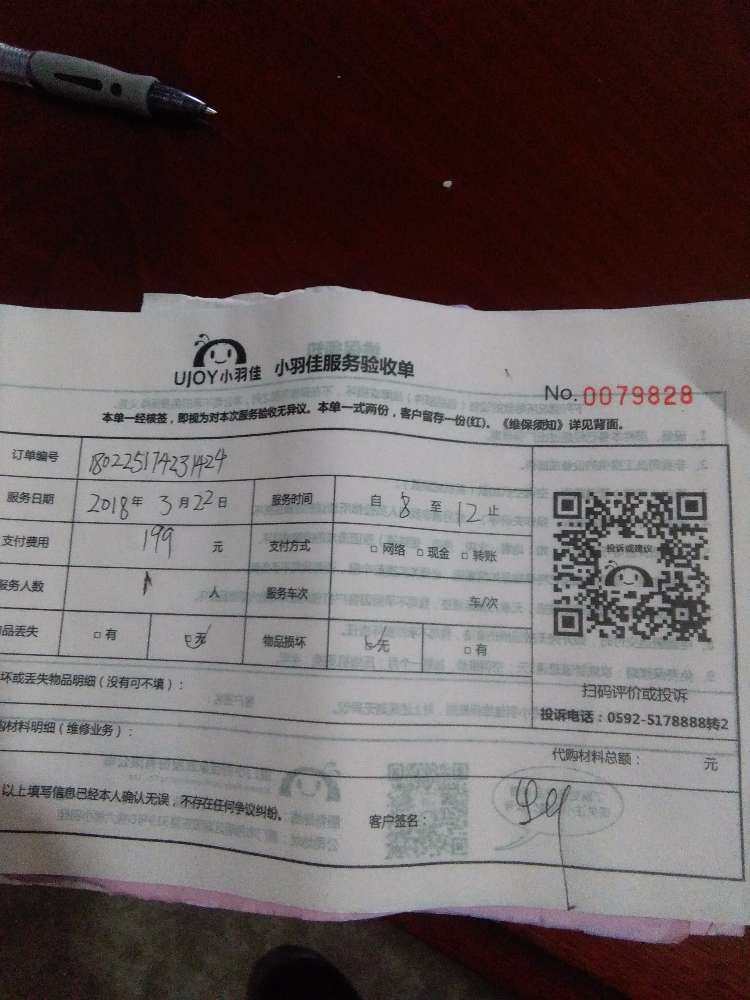 UJOY小羽佳 小羽佳服务验收单
No. 0079828
本单一经核签，即视为对本次服务验收无异议。本单一式两份，客户留存一份(红)。《维保须知》详见背面。
订单编号 180225174231424
服务日期 2018年 3月22日 服务时间 自 8 至 12 止
支付费用 199 元 支付方式 □网络 □现金 □转账
服务人数 1 人 服务车次 车/次
品丢失 □有 □无 物品损坏 □无 □有
投诉或建议
扫码评价或投诉
投诉电话：0592-5178888转2
坏或丢失物品明细（没有可不填）：
购材料明细（维修业务）： 代购材料总额： 元
以上填写信息已经本人确认无误，不存在任何争议纠纷。 客户签名：